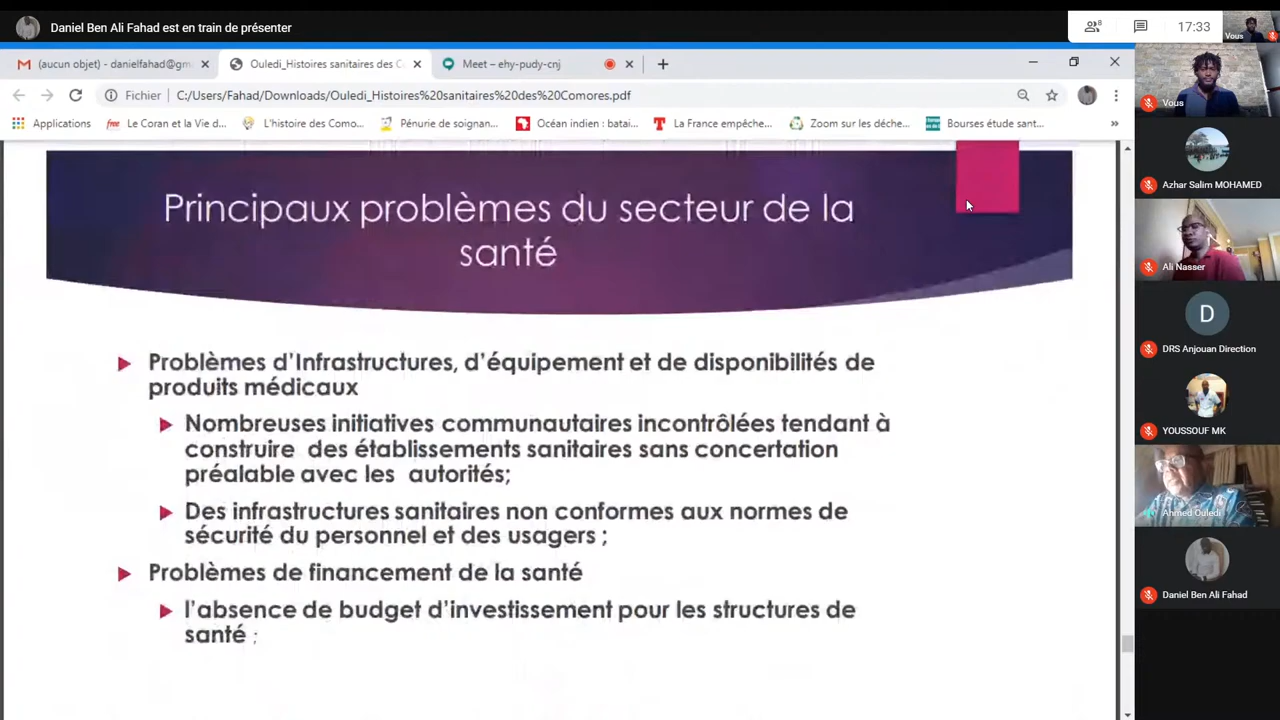 Daniel Ben Ali Fahad est en train de présenter
8
17:33
Vous
(aucun objet) - danielfahad@gm
Ouledi_Histoires sanitaires des C
Meet – ehy-pudy-cnj
Fichier
C:/Users/Fahad/Downloads/Ouledi_Histoires%20sanitaires%20des%20Comores.pdf
Applications
Le Coran et la Vie d...
L'histoire des Como...
Pénurie de soignan...
Océan indien : batai...
La France empêche...
Zoom sur les déche...
Bourses étude sant...
»
Principaux problèmes du secteur de la
santé
Problèmes d'Infrastructures, d'équipement et de disponibilités de
produits médicaux
Nombreuses initiatives communautaires incontrôlées tendant à
construire des établissements sanitaires sans concertation
préalable avec les autorités;
Des infrastructures sanitaires non conformes aux normes de
sécurité du personnel et des usagers ;
Problèmes de financement de la santé
l'absence de budget d'investissement pour les structures de
santé ;
Vous
Azhar Salim MOHAMED
Ali Nasser
D
DRS Anjouan Direction
YOUSSOUF MK
Ahmed Ouledi
Daniel Ben Ali Fahad